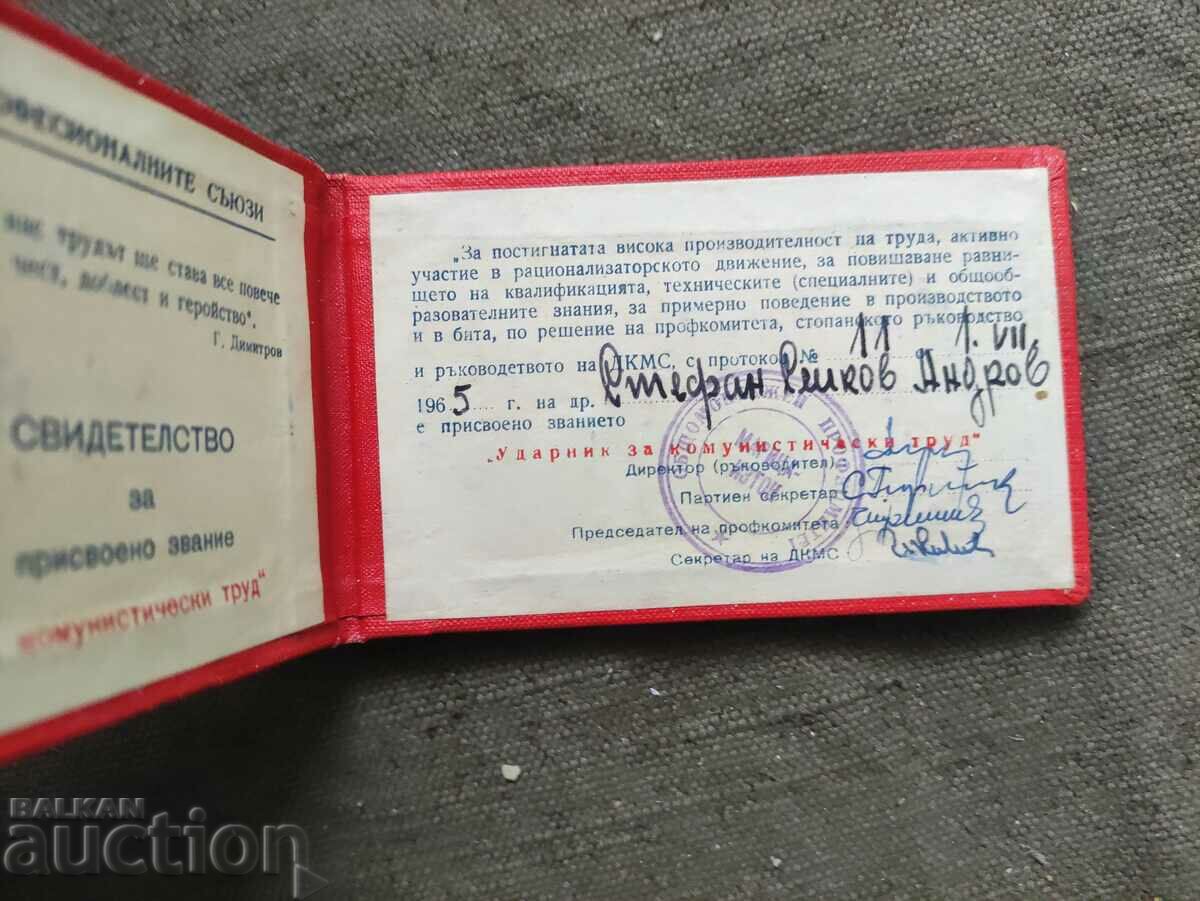 ПРОФЕСИОНАЛНИТЕ СЪЮЗИ
трудът ще става все повече
чест, доблест и геройство“.
Г. Димитров
СВИДЕТЕЛСТВО
за
присвоено звание
комунистически труд“
„За постигнатата висока производителност на труда, активно
участие в рационализаторското движение, за повишаване равни-
щето на квалификацията, техническите (специалните) и общооб-
разователните знания, за примерно поведение в производството
и в бита, по решение на профкомитета, стопанското ръководство
и ръководетвото на ДКМС, с протокол № 11 1. VII
1965 г. на др. Стефан Андров
е присвоено званието
„Ударник за комунистически труд“
Директор (ръководител)
Партиен секретар
Председател на профкомитета
Секретар на ДКМС
BALKAN
auction